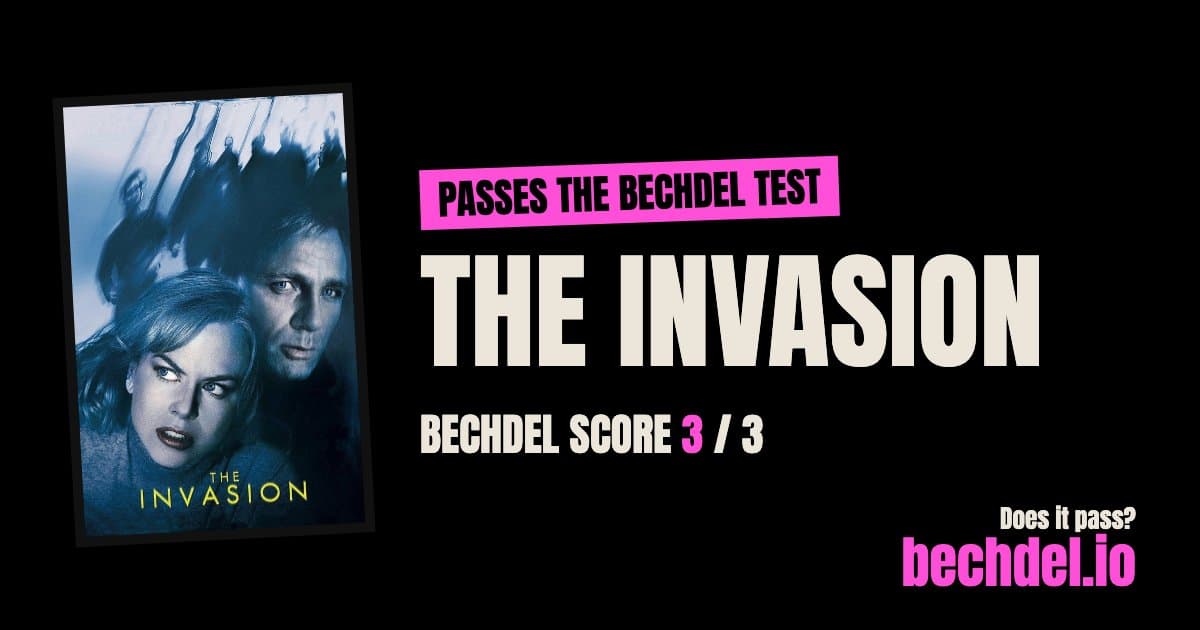 THE
INVASION
PASSES THE BECHDEL TEST
THE INVASION
BECHDEL SCORE 3 / 3
Does it pass?
bechdel.io